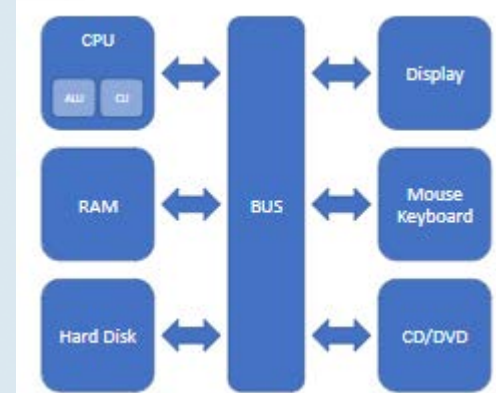 CPU
ALU
CU
Display
RAM
BUS
Mouse
Keyboard
Hard Disk
CD/DVD